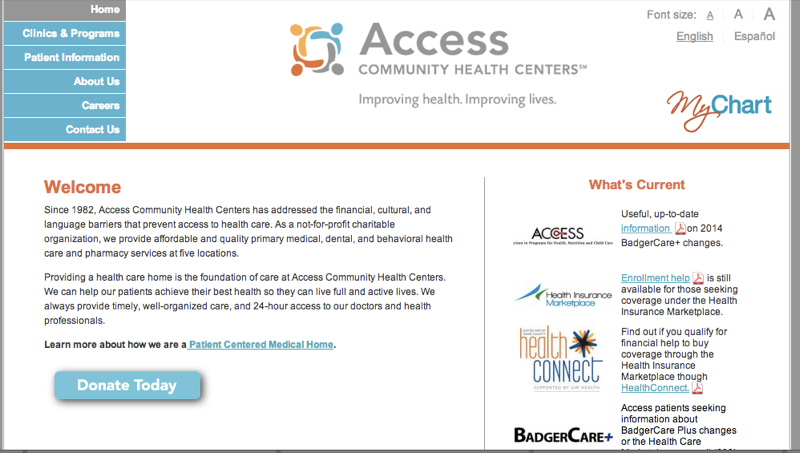 Home
Clinics & Programs
Patient Information
About Us
Careers
Contact Us
Access
COMMUNITY HEALTH CENTERS℠
Improving health. Improving lives.
Font size: A A A
English Español
MyChart
Welcome
Since 1982, Access Community Health Centers has addressed the financial, cultural, and
language barriers that prevent access to health care. As a not-for-profit charitable
organization, we provide affordable and quality primary medical, dental, and behavioral health
care and pharmacy services at five locations.
Providing a health care home is the foundation of care at Access Community Health Centers.
We can help our patients achieve their best health so they can live full and active lives. We
always provide timely, well-organized care, and 24-hour access to our doctors and health
professionals.
Learn more about how we are a Patient Centered Medical Home.
Donate Today
What's Current
ACCESS
to Programs for Health, Nutrition and Child Care
Useful, up-to-date
information on 2014
BadgerCare+ changes.
Health Insurance
Marketplace
Enrollment help is still
available for those seeking
coverage under the Health
Insurance Marketplace.
UNITED WAY OF
DANE COUNTY
health
CONNECT
SUPPORTED BY UW HEALTH
Find out if you qualify for
financial help to buy
coverage through the
Health Insurance
Marketplace though
HealthConnect.
BADGERCARE+
Access patients seeking
information about
BadgerCare Plus changes
or the Health Care